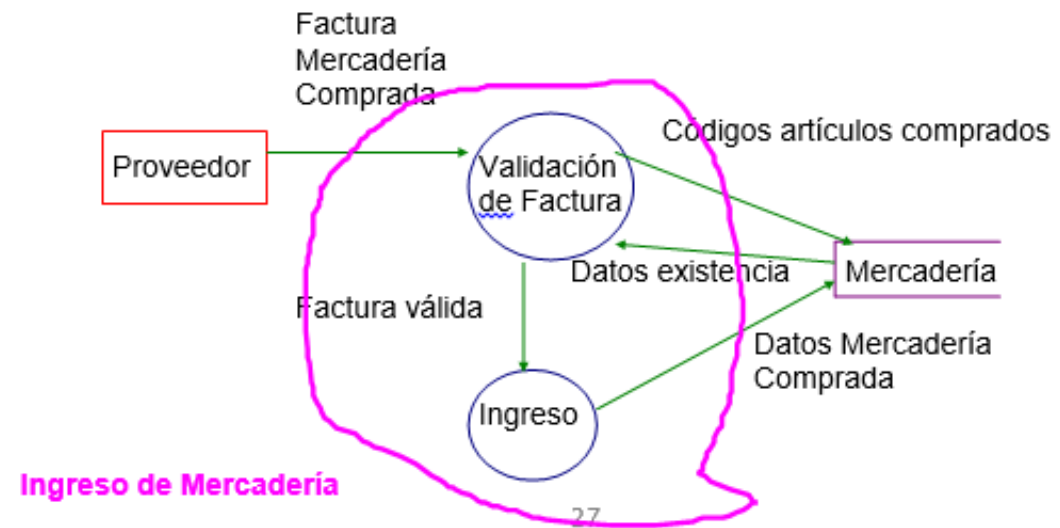 Factura
Mercadería
Comprada
Códigos artículos comprados
Proveedor
Validación
de Factura
Datos existencia
Mercadería
Factura válida
Datos Mercadería
Comprada
Ingreso
Ingreso de Mercadería
27